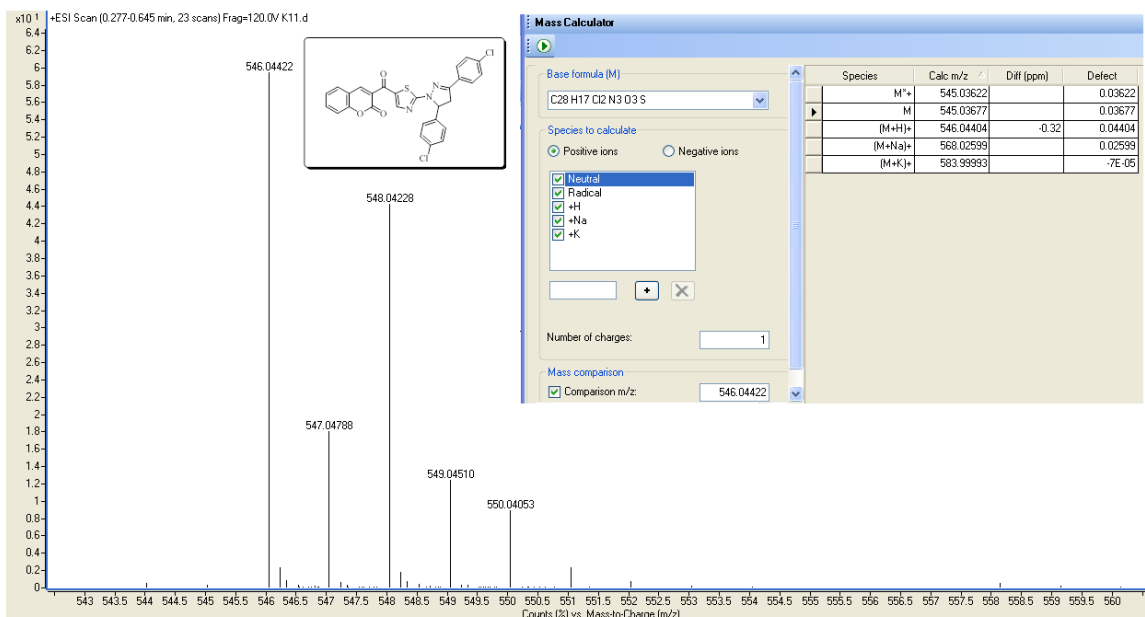 x10 1 +ESI Scan (0.277-0.645 min, 23 scans) Frag=120.0V K11.d
6.4
6.2
6
5.8
5.6
5.4
5.2
5
4.8
4.6
4.4
4.2
4
3.8
3.6
3.4
3.2
3
2.8
2.6
2.4
2.2
2
1.8
1.6
1.4
1.2
1
0.8
0.6
0.4
0.2
0
546.04422
547.04788
548.04228
549.04510
550.04053
Cl
O
S
N
N
N
O
O
Cl
543 543.5 544 544.5 545 545.5 546 546.5 547 547.5 548 548.5 549 549.5 550 550.5 551 551.5 552 552.5 553 553.5 554 554.5 555 555.5 556 556.5 557 557.5 558 558.5 559 559.5 560
Counts (%) vs. Mass-to-Charge (m/z)
Mass Calculator
Base formula (M)
C28 H17 Cl2 N3 O3 S
Species to calculate
Positive ions Negative ions
Neutral
Radical
+H
+Na
+K
+
Number of charges: 1
Mass comparison
Comparison m/z: 546.04422
Species Calc m/z Diff (ppm) Defect
M*+ 545.03622 0.03622
M 545.03677 0.03677
(M+H)+ 546.04404 -0.32 0.04404
(M+Na)+ 568.02599 0.02599
(M+K)+ 583.99993 -7E-05